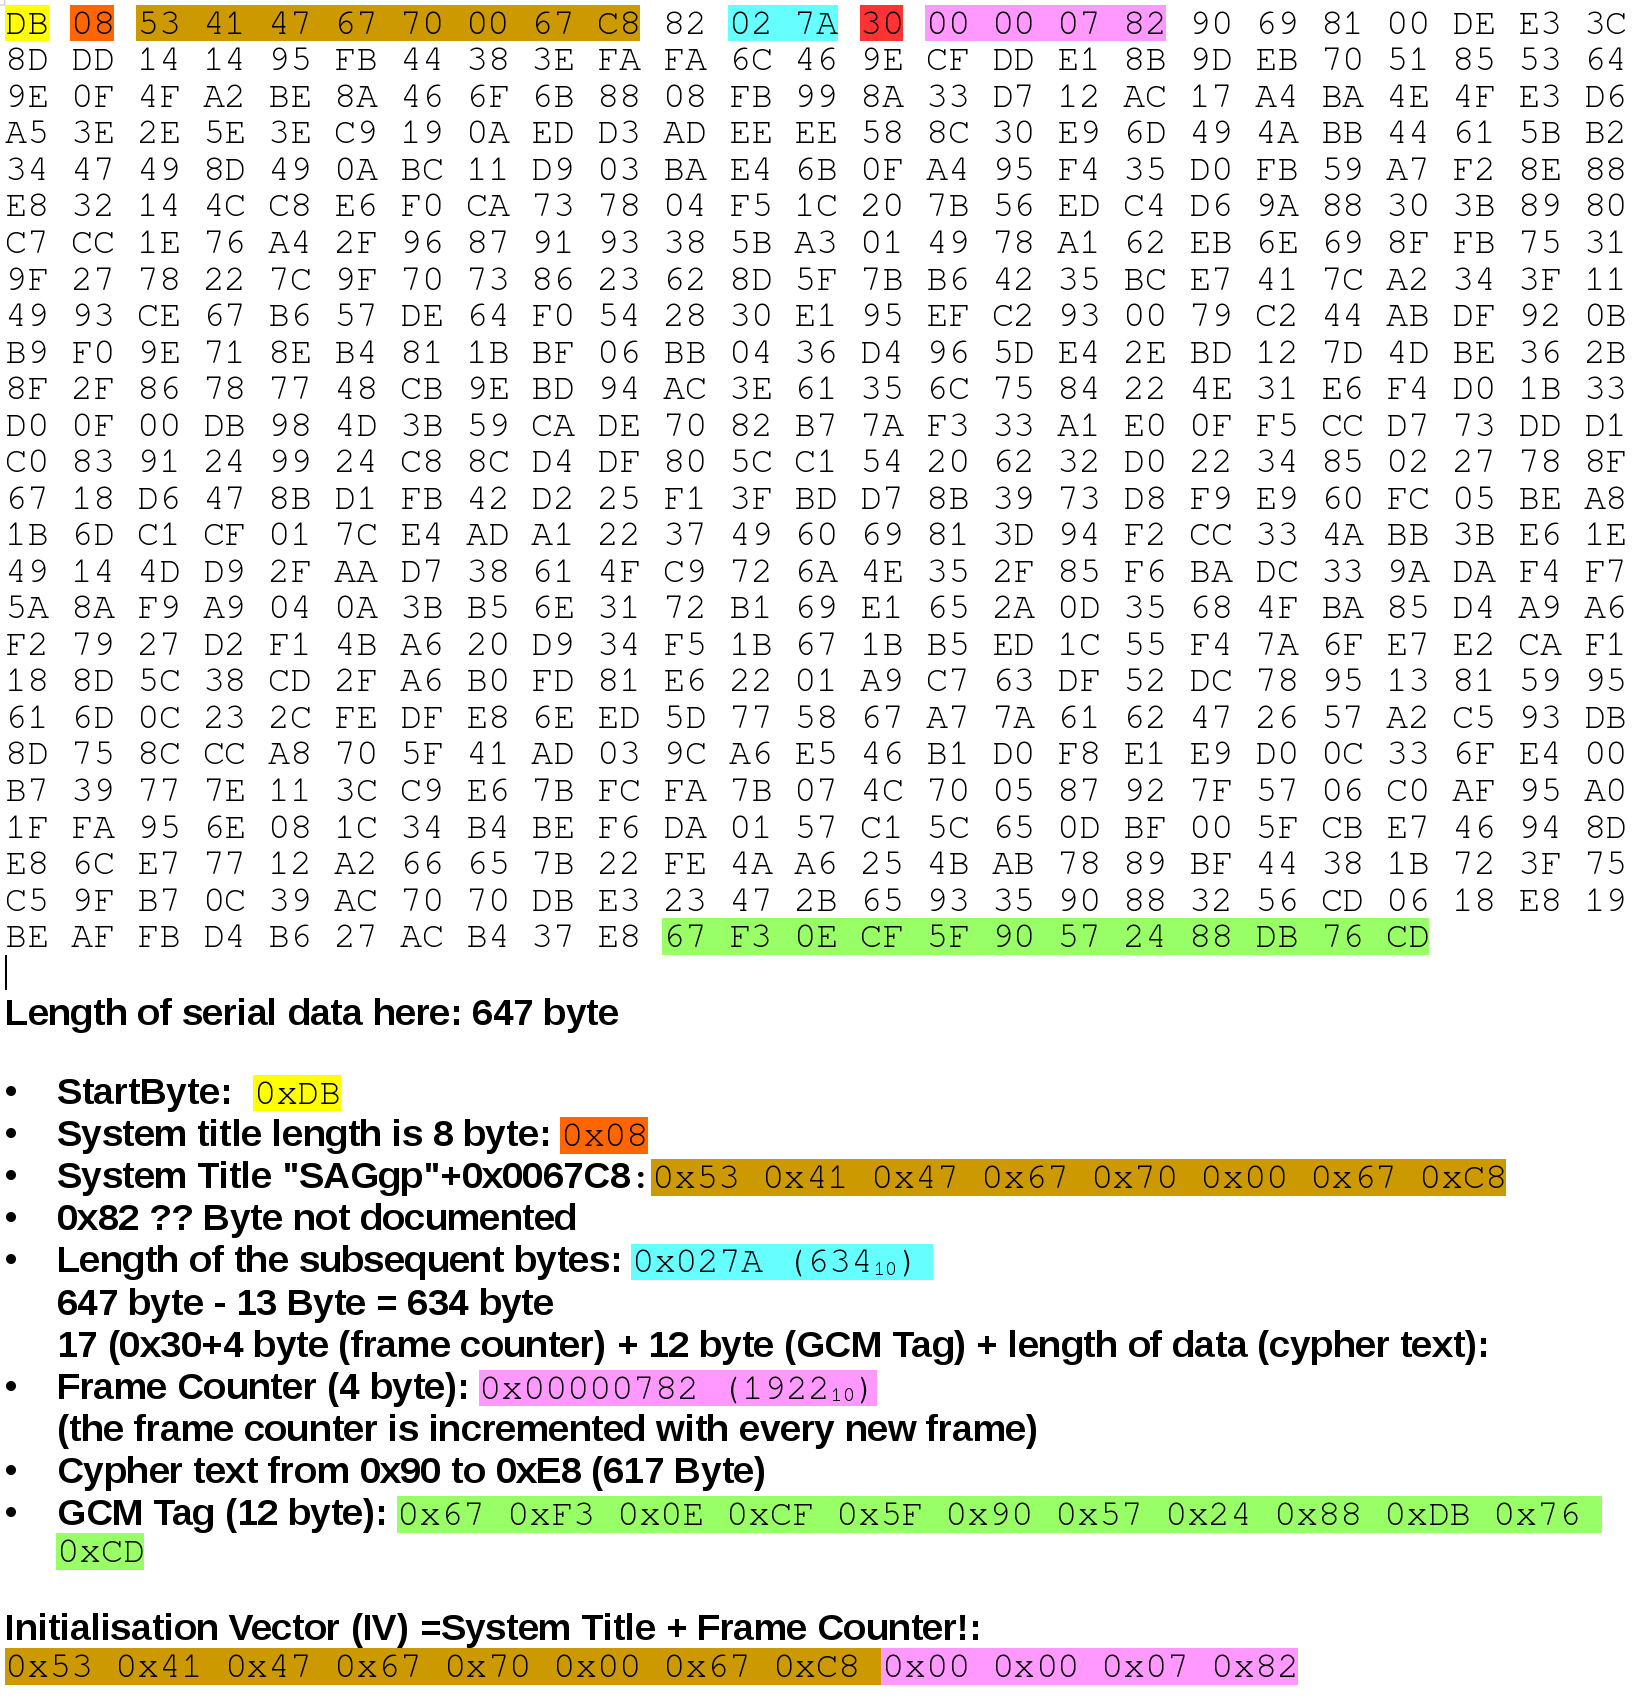 DB 08 53 41 47 67 70 00 67 C8 82 02 7A 30 00 00 07 82 90 69 81 00 DE E3 3C
8D DD 14 14 95 FB 44 38 3E FA FA 6C 46 9E CF DD E1 8B 9D EB 70 51 85 53 64
9E 0F 4F A2 BE 8A 46 6F 6B 88 08 FB 99 8A 33 D7 12 AC 17 A4 BA 4E 4F E3 D6
A5 3E 2E 5E 3E C9 19 0A ED D3 AD EE EE 58 8C 30 E9 6D 49 4A BB 44 61 5B B2
34 47 49 8D 49 0A BC 11 D9 03 BA E4 6B 0F A4 95 F4 35 D0 FB 59 A7 F2 8E 88
E8 32 14 4C C8 E6 F0 CA 73 78 04 F5 1C 20 7B 56 ED C4 D6 9A 88 30 3B 89 80
C7 CC 1E 76 A4 2F 96 87 91 93 38 5B A3 01 49 78 A1 62 EB 6E 69 8F FB 75 31
9F 27 78 22 7C 9F 70 73 86 23 62 8D 5F 7B B6 42 35 BC E7 41 7C A2 34 3F 11
49 93 CE 67 B6 57 DE 64 F0 54 28 30 E1 95 EF C2 93 00 79 C2 44 AB DF 92 0B
B9 F0 9E 71 8E B4 81 1B BF 06 BB 04 36 D4 96 5D E4 2E BD 12 7D 4D BE 36 2B
8F 2F 86 78 77 48 CB 9E BD 94 AC 3E 61 35 6C 75 84 22 4E 31 E6 F4 D0 1B 33
D0 0F 00 DB 98 4D 3B 59 CA DE 70 82 B7 7A F3 33 A1 E0 0F F5 CC D7 73 DD D1
C0 83 91 24 99 24 C8 8C D4 DF 80 5C C1 54 20 62 32 D0 22 34 85 02 27 78 8F
67 18 D6 47 8B D1 FB 42 D2 25 F1 3F BD D7 8B 39 73 D8 F9 E9 60 FC 05 BE A8
1B 6D C1 CF 01 7C E4 AD A1 22 37 49 60 69 81 3D 94 F2 CC 33 4A BB 3B E6 1E
49 14 4D D9 2F AA D7 38 61 4F C9 72 6A 4E 35 2F 85 F6 BA DC 33 9A DA F4 F7
5A 8A F9 A9 04 0A 3B B5 6E 31 72 B1 69 E1 65 2A 0D 35 68 4F BA 85 D4 A9 A6
F2 79 27 D2 F1 4B A6 20 D9 34 F5 1B 67 1B B5 ED 1C 55 F4 7A 6F E7 E2 CA F1
18 8D 5C 38 CD 2F A6 B0 FD 81 E6 22 01 A9 C7 63 DF 52 DC 78 95 13 81 59 95
61 6D 0C 23 2C FE DF E8 6E ED 5D 77 58 67 A7 7A 61 62 47 26 57 A2 C5 93 DB
8D 75 8C CC A8 70 5F 41 AD 03 9C A6 E5 46 B1 D0 F8 E1 E9 D0 0C 33 6F E4 00
B7 39 77 7E 11 3C C9 E6 7B FC FA 7B 07 4C 70 05 87 92 7F 57 06 C0 AF 95 A0
1F FA 95 6E 08 1C 34 B4 BE F6 DA 01 57 C1 5C 65 0D BF 00 5F CB E7 46 94 8D
E8 6C E7 77 12 A2 66 65 7B 22 FE 4A A6 25 4B AB 78 89 BF 44 38 1B 72 3F 75
C5 9F B7 0C 39 AC 70 70 DB E3 23 47 2B 65 93 35 90 88 32 56 CD 06 18 E8 19
BE AF FB D4 B6 27 AC B4 37 E8 67 F3 0E CF 5F 90 57 24 88 DB 76 CD
Length of serial data here: 647 byte
• StartByte: 0xDB
• System title length is 8 byte: 0x08
• System Title "SAGgp"+0x0067C8: 0x53 0x41 0x47 0x67 0x70 0x00 0x67 0xC8
• 0x82 ?? Byte not documented
• Length of the subsequent bytes: 0x027A (634₁₀)
647 byte - 13 Byte = 634 byte
17 (0x30+4 byte (frame counter) + 12 byte (GCM Tag) + length of data (cypher text):
• Frame Counter (4 byte): 0x00000782 (1922₁₀)
(the frame counter is incremented with every new frame)
• Cypher text from 0x90 to 0xE8 (617 Byte)
• GCM Tag (12 byte): 0x67 0xF3 0x0E 0xCF 0x5F 0x90 0x57 0x24 0x88 0xDB 0x76
0xCD
Initialisation Vector (IV) =System Title + Frame Counter!:
0x53 0x41 0x47 0x67 0x70 0x00 0x67 0xC8 0x00 0x00 0x07 0x82